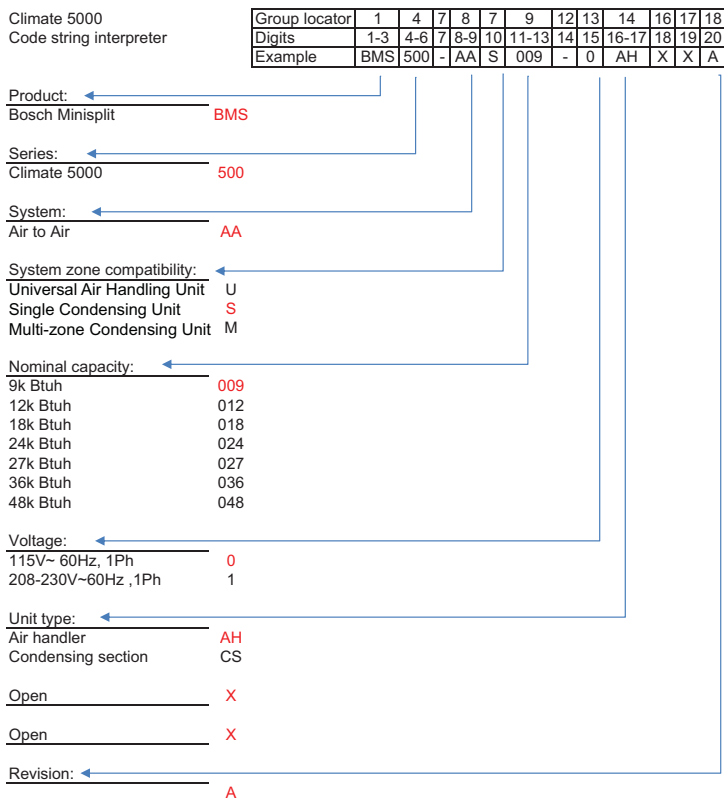 Climate 5000
Code string interpreter
Group locator 1 4 7 8 7 9 12 13 14 16 17 18
Digits 1-3 4-6 7 8-9 10 11-13 14 15 16-17 18 19 20
Example BMS 500 - AA S 009 - 0 AH X X A
Product:
Bosch Minisplit BMS
Series:
Climate 5000 500
System:
Air to Air AA
System zone compatibility:
Universal Air Handling Unit U
Single Condensing Unit S
Multi-zone Condensing Unit M
Nominal capacity:
9k Btuh 009
12k Btuh 012
18k Btuh 018
24k Btuh 024
27k Btuh 027
36k Btuh 036
48k Btuh 048
Voltage:
115V~ 60Hz, 1Ph 0
208-230V~60Hz ,1Ph 1
Unit type:
Air handler AH
Condensing section CS
Open X
Open X
Revision:
A